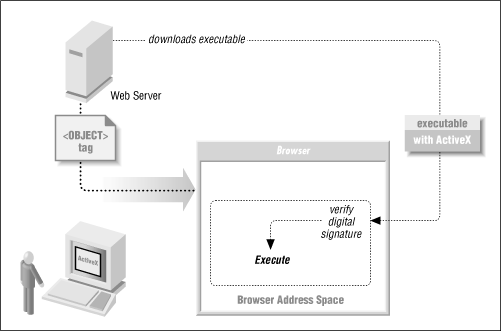 downloads executable
Web Server
<OBJECT>
tag
executable
with ActiveX
Browser
verify
digital
signature
Execute
ActiveX
Browser Address Space